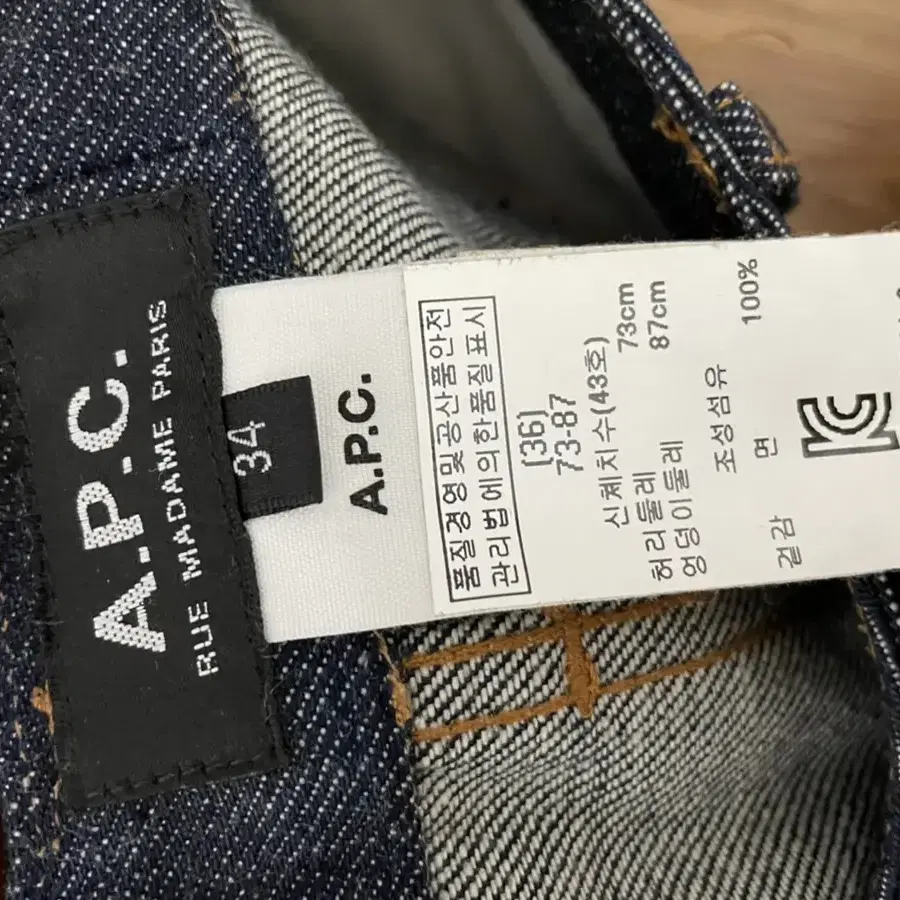 A.P.C.
RUE MADAME PARIS
34
A.P.C.
품질경영및공산품안전
관리법에의한품질표시
(36)
73-87
신체치수(43호)
허리둘레 73cm
엉덩이둘레 87cm
조성섬유
겉감 면 100%